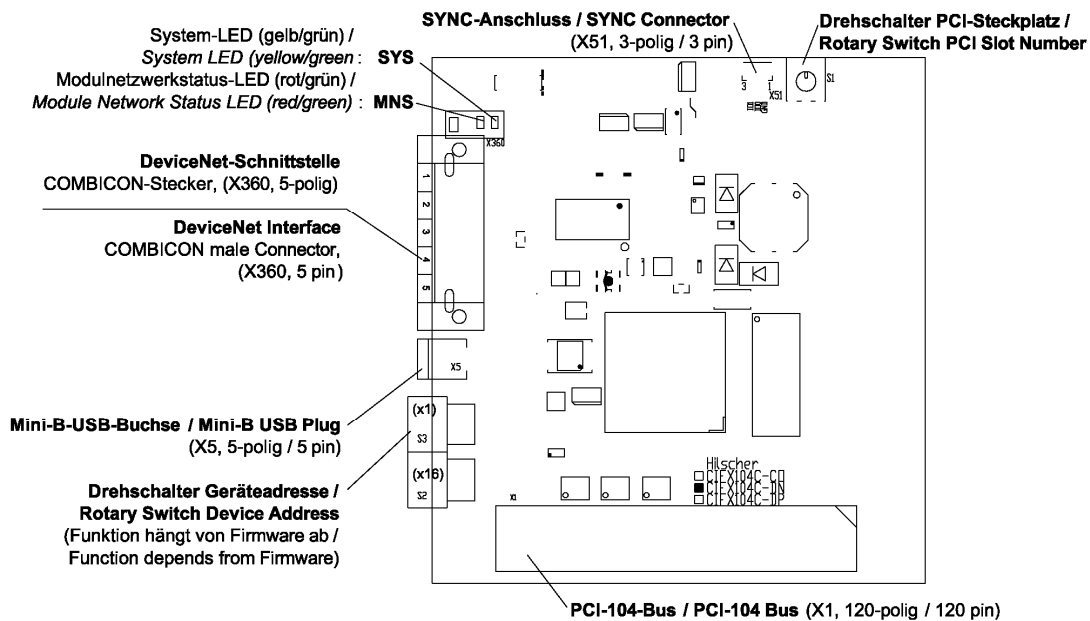 SYNC-Anschluss / SYNC Connector
(X51, 3-polig / 3 pin)
Drehschalter PCI-Steckplatz /
Rotary Switch PCI Slot Number
System-LED (gelb/grün) /
System LED (yellow/green : SYS
Modulnetzwerkstatus-LED (rot/grün) /
Module Network Status LED (red/green) : MNS
3 1
X51
S1
X360
DeviceNet-Schnittstelle
COMBICON-Stecker, (X360, 5-polig)
DeviceNet Interface
COMBICON male Connector,
(X360, 5 pin)
1
2
3
4
5
X5
Mini-B-USB-Buchse / Mini-B USB Plug
(X5, 5-polig / 5 pin)
(x1)
S3
(x16)
S2
Drehschalter Geräteadresse /
Rotary Switch Device Address
(Funktion hängt von Firmware ab /
Function depends from Firmware)
Hilscher
CIFX104C-CO
CIFX104C-DN
CIFX104C-DP
X1
PCI-104-Bus / PCI-104 Bus (X1, 120-polig / 120 pin)